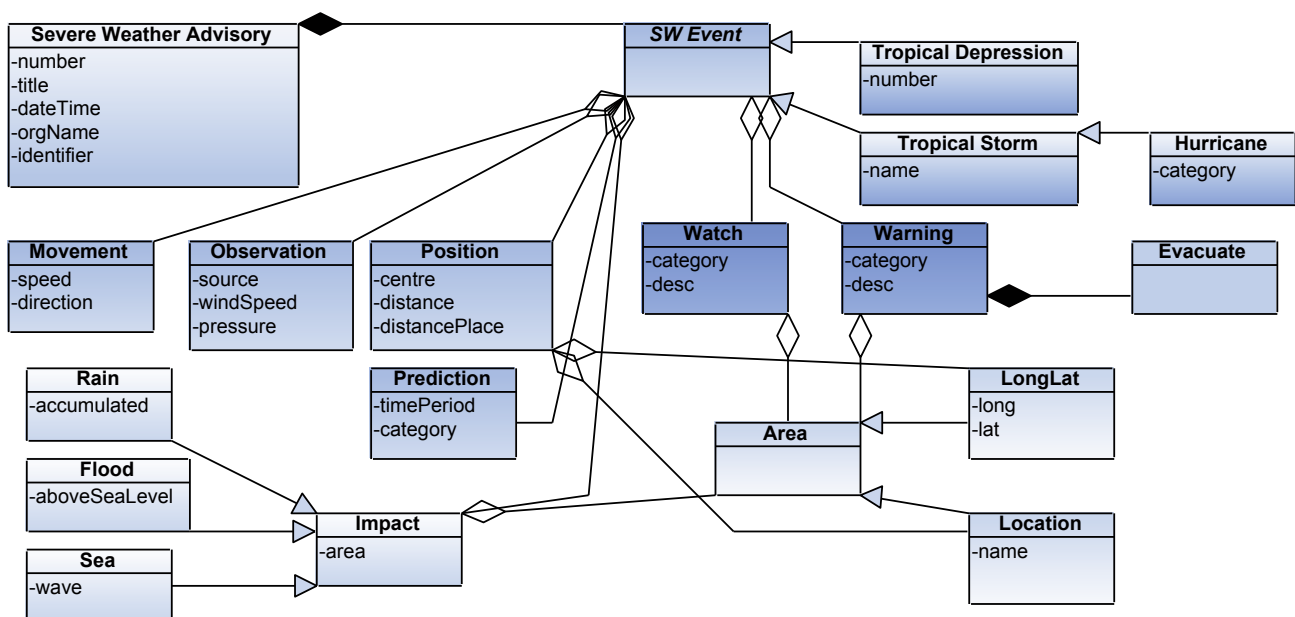 Severe Weather Advisory
-number
-title
-dateTime
-orgName
-identifier
SW Event
Tropical Depression
-number
Tropical Storm
-name
Hurricane
-category
Movement
-speed
-direction
Observation
-source
-windSpeed
-pressure
Position
-centre
-distance
-distancePlace
Watch
-category
-desc
Warning
-category
-desc
Evacuate
Rain
-accumulated
Prediction
-timePeriod
-category
LongLat
-long
-lat
Area
Flood
-aboveSeaLevel
Impact
-area
Location
-name
Sea
-wave